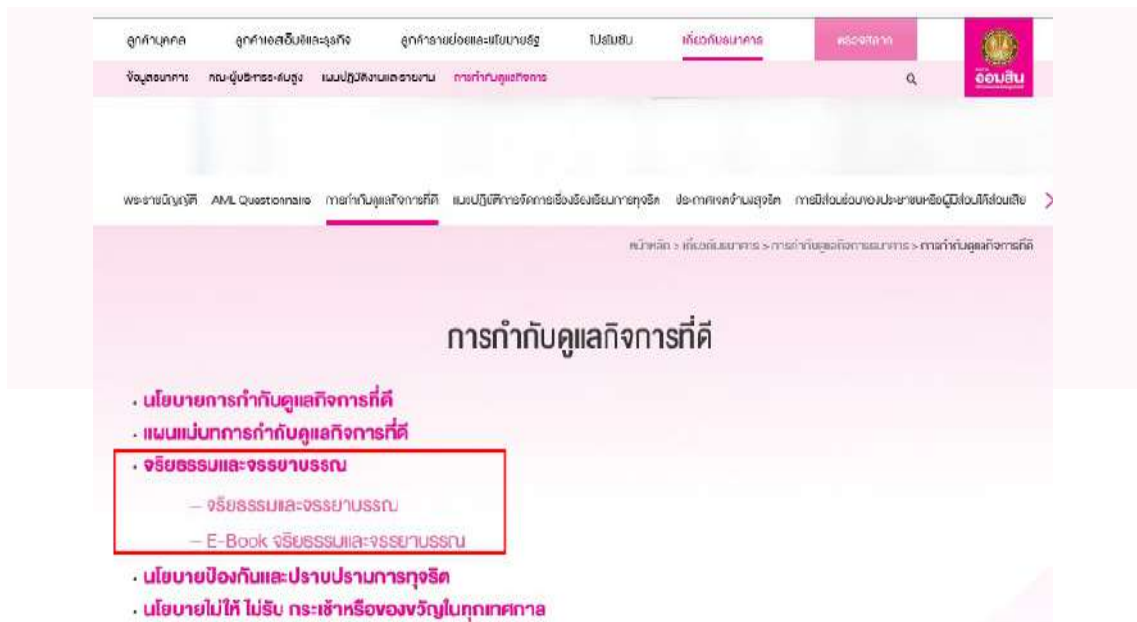 ลูกค้าบุคคล ลูกค้าเอสเอ็มอีและธุรกิจ ลูกค้ารายย่อยและนโยบายรัฐ โปรโมชัน เกี่ยวกับธนาคาร ตรวจสลาก
ออมสิน
ข้อมูลธนาคาร คณะผู้บริหารระดับสูง แผนปฏิบัติงานและรายงาน การกำกับดูแลกิจการ
พระราชบัญญัติ AML Questionnaire การกำกับดูแลกิจการที่ดี แนวปฏิบัติการจัดการเรื่องร้องเรียนการทุจริต ประกาศเจตจำนงสุจริต การมีส่วนร่วมของประชาชนหรือผู้มีส่วนได้ส่วนเสีย
หน้าหลัก > เกี่ยวกับธนาคาร > การกำกับดูแลกิจการธนาคาร > การกำกับดูแลกิจการที่ดี
การกำกับดูแลกิจการที่ดี
• นโยบายการกำกับดูแลกิจการที่ดี
• แผนแม่บทการกำกับดูแลกิจการที่ดี
• จริยธรรมและจรรยาบรรณ
– จริยธรรมและจรรยาบรรณ
– E-Book จริยธรรมและจรรยาบรรณ
• นโยบายป้องกันและปราบปรามการทุจริต
• นโยบายไม่ให้ ไม่รับ กระเช้าหรือของขวัญในทุกเทศกาล